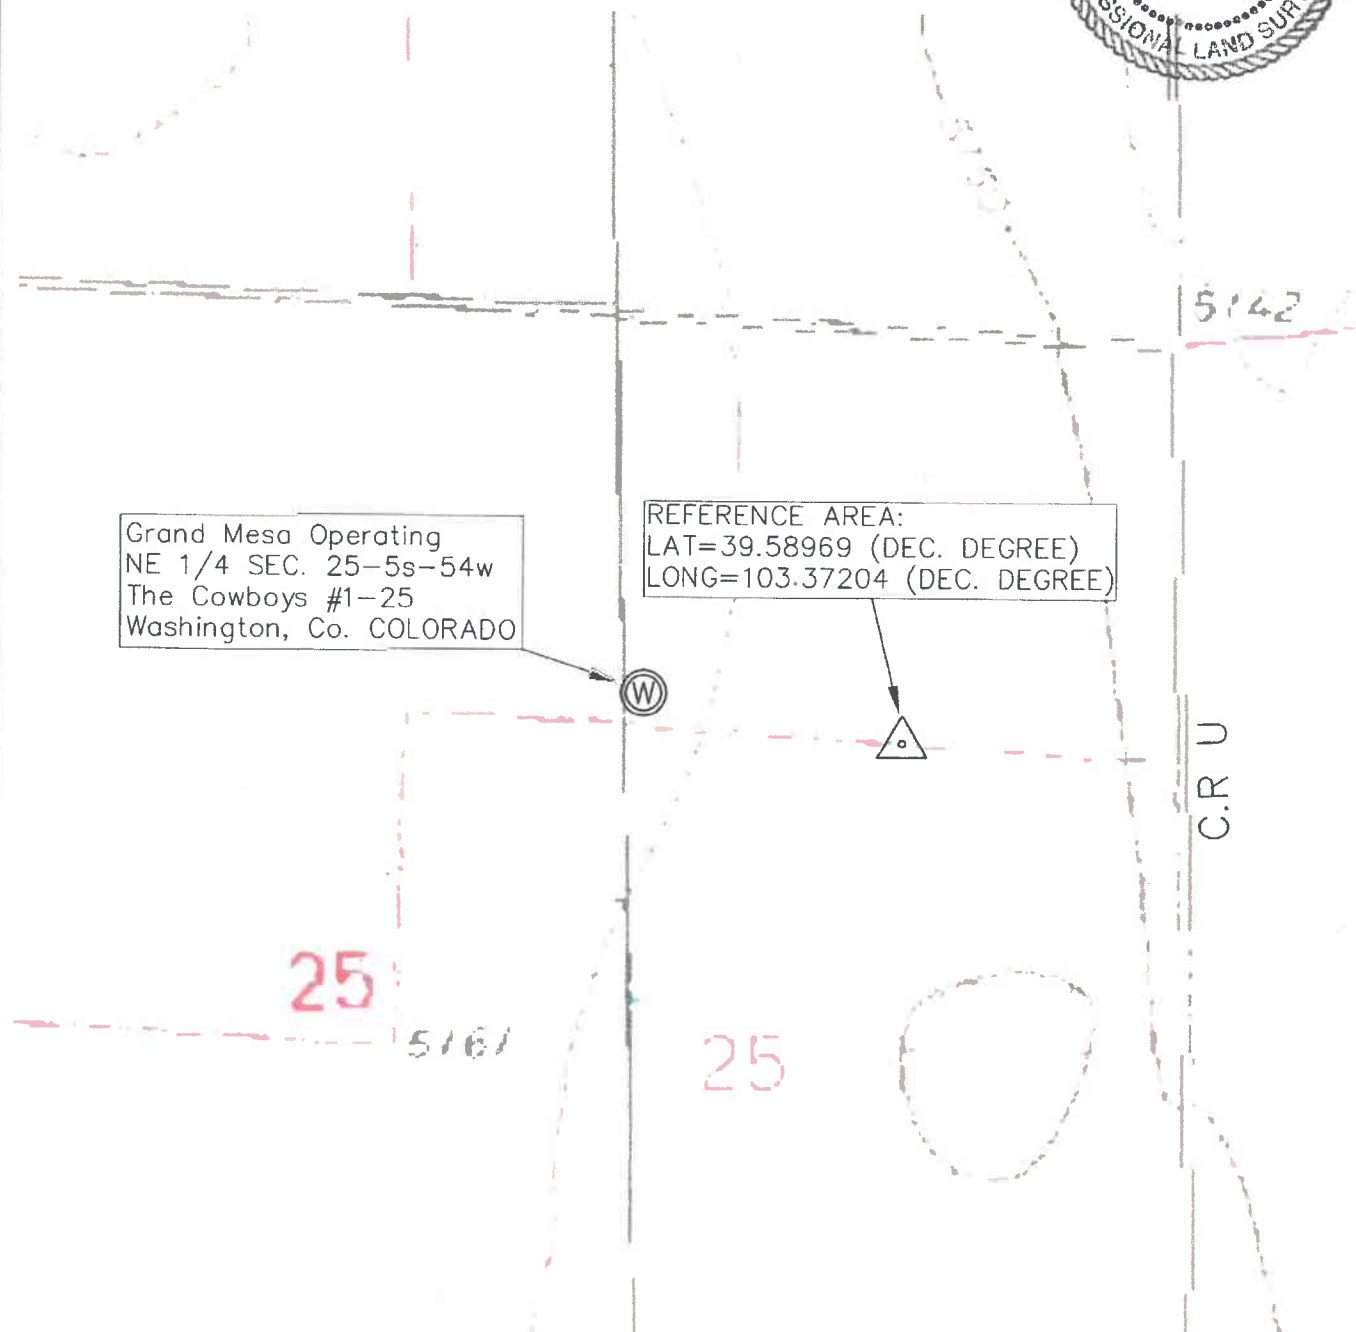 SSIONAL LAND SUR
5142
REFERENCE AREA:
LAT=39.58969 (DEC. DEGREE)
LONG=103.37204 (DEC. DEGREE)
Grand Mesa Operating
NE 1/4 SEC. 25-5s-54w
The Cowboys #1-25
Washington, Co. COLORADO
W
C.R U
25
5161
25